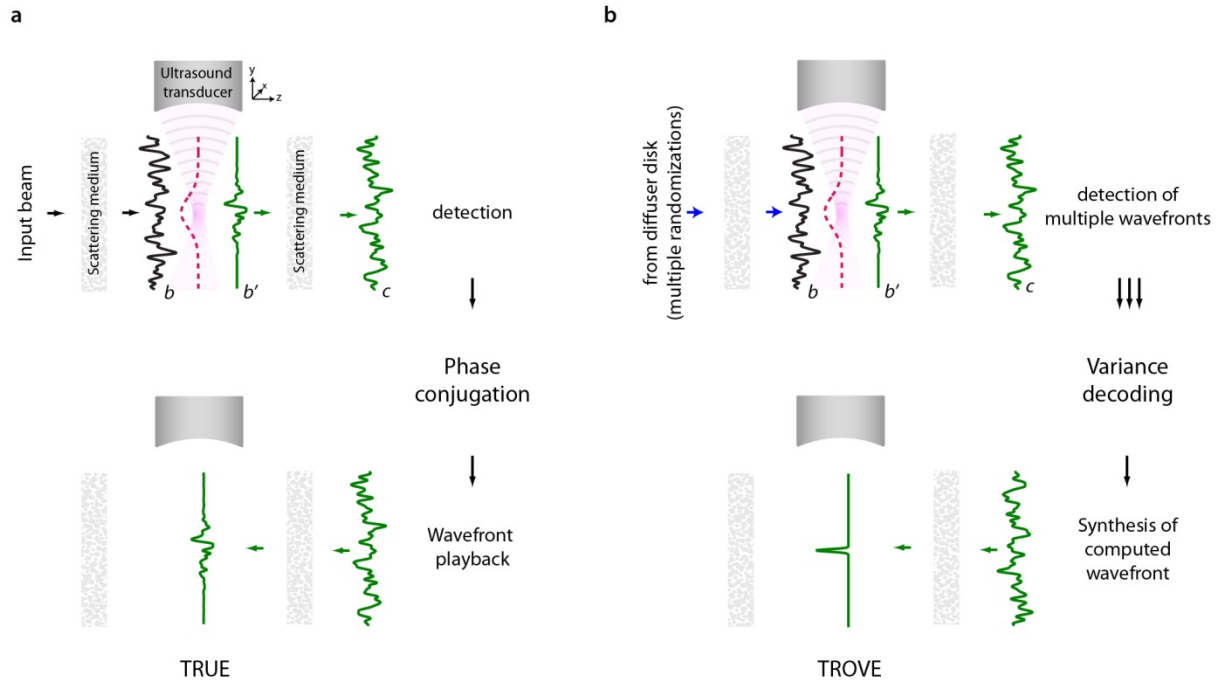 a
Ultrasound
transducer
y
x
z
Input beam
Scattering medium
Scattering medium
b
b′
c
detection
Phase
conjugation
Wavefront
playback
TRUE
b
from diffuser disk
(multiple randomizations)
b
b′
c
detection of
multiple wavefronts
Variance
decoding
Synthesis of
computed
wavefront
TROVE